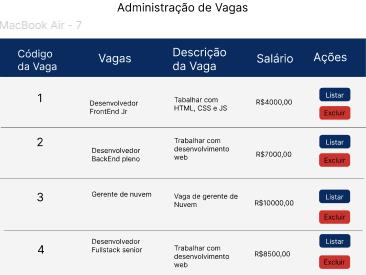 Administração de Vagas
MacBook Air - 7
Código da Vaga Vagas Descrição da Vaga Salário Ações
1 Desenvolvedor FrontEnd Jr Tabalhar com HTML, CSS e JS R$4000,00 Listar Excluir
2 Desenvolvedor BackEnd pleno Trabalhar com desenvolvimento web R$7000,00 Listar Excluir
3 Gerente de nuvem Vaga de gerente de Nuvem R$10000,00 Listar Excluir
4 Desenvolvedor Fullstack senior Trabalhar com desenvolvimento web R$8500,00 Listar Excluir